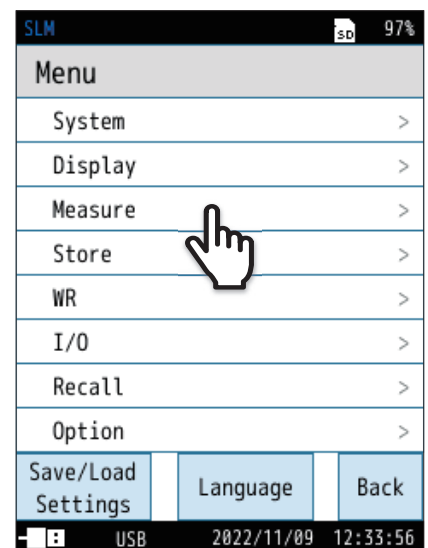 SLM SD 97%
Menu
System >
Display >
Measure >
Store >
WR >
I/O >
Recall >
Option >
Save/Load
Settings
Language
Back
USB 2022/11/09 12:33:56